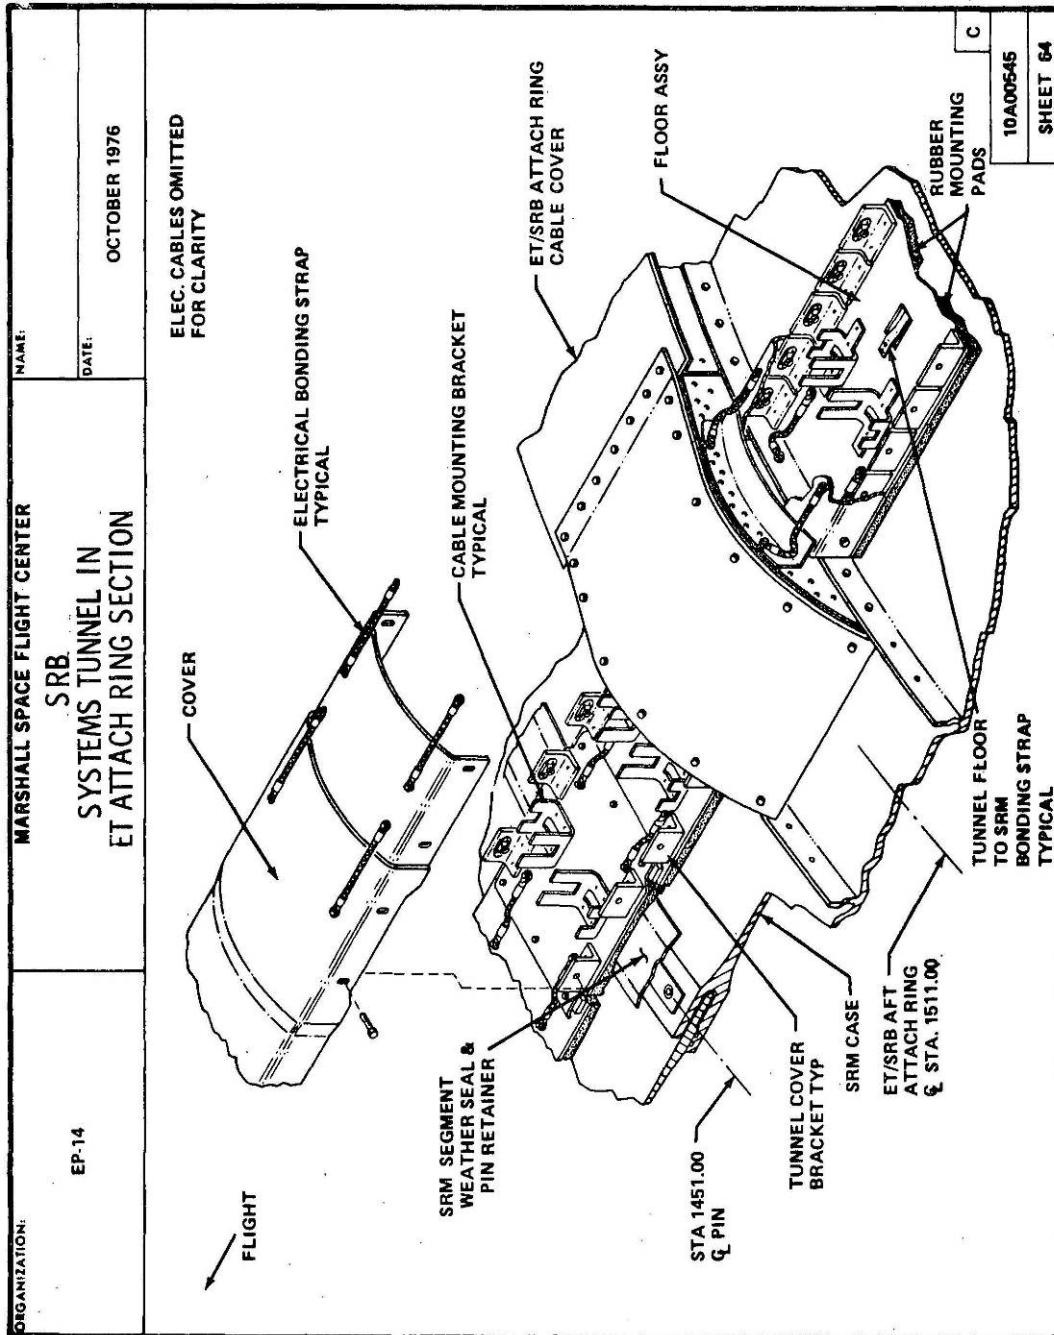 ORGANIZATION:
EP-14
MARSHALL SPACE FLIGHT CENTER
SRB
SYSTEMS TUNNEL IN
ET ATTACH RING SECTION
NAME:
DATE:
OCTOBER 1976
FLIGHT
COVER
ELEC. CABLES OMITTED
FOR CLARITY
ELECTRICAL BONDING STRAP
TYPICAL
CABLE MOUNTING BRACKET
TYPICAL
ET/SRB ATTACH RING
CABLE COVER
FLOOR ASSY
SRM SEGMENT
WEATHER SEAL &
PIN RETAINER
STA 1451.00
℄ PIN
TUNNEL COVER
BRACKET TYP
SRM CASE
ET/SRB AFT
ATTACH RING
℄ STA. 1511.00
TUNNEL FLOOR
TO SRM
BONDING STRAP
TYPICAL
RUBBER
MOUNTING
PADS
C
10A00545
SHEET 64